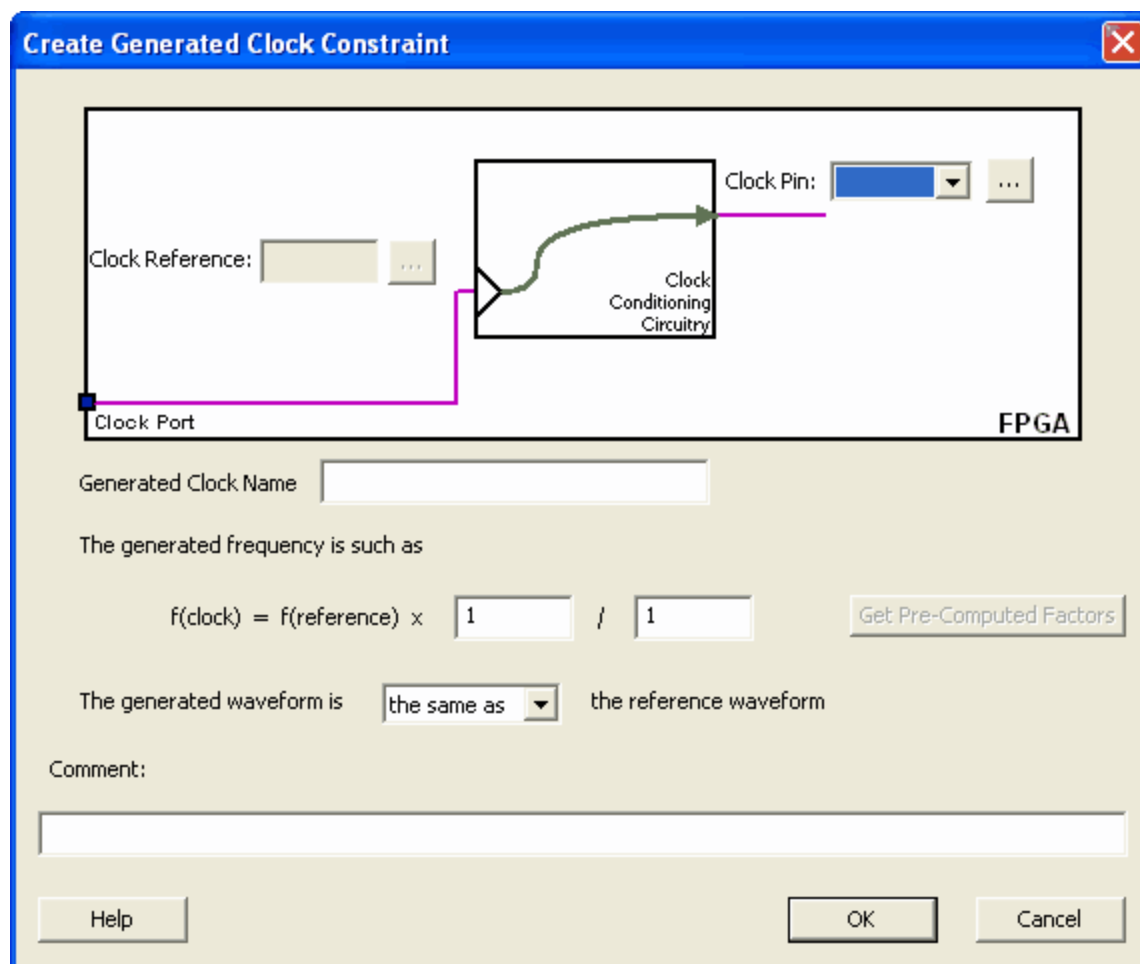 Create Generated Clock Constraint
Clock Pin:
...
Clock Reference:
...
Clock
Conditioning
Circuitry
Clock Port
FPGA
Generated Clock Name
The generated frequency is such as
f(clock) = f(reference) x 1 / 1
Get Pre-Computed Factors
The generated waveform is the same as the reference waveform
Comment:
Help
OK
Cancel